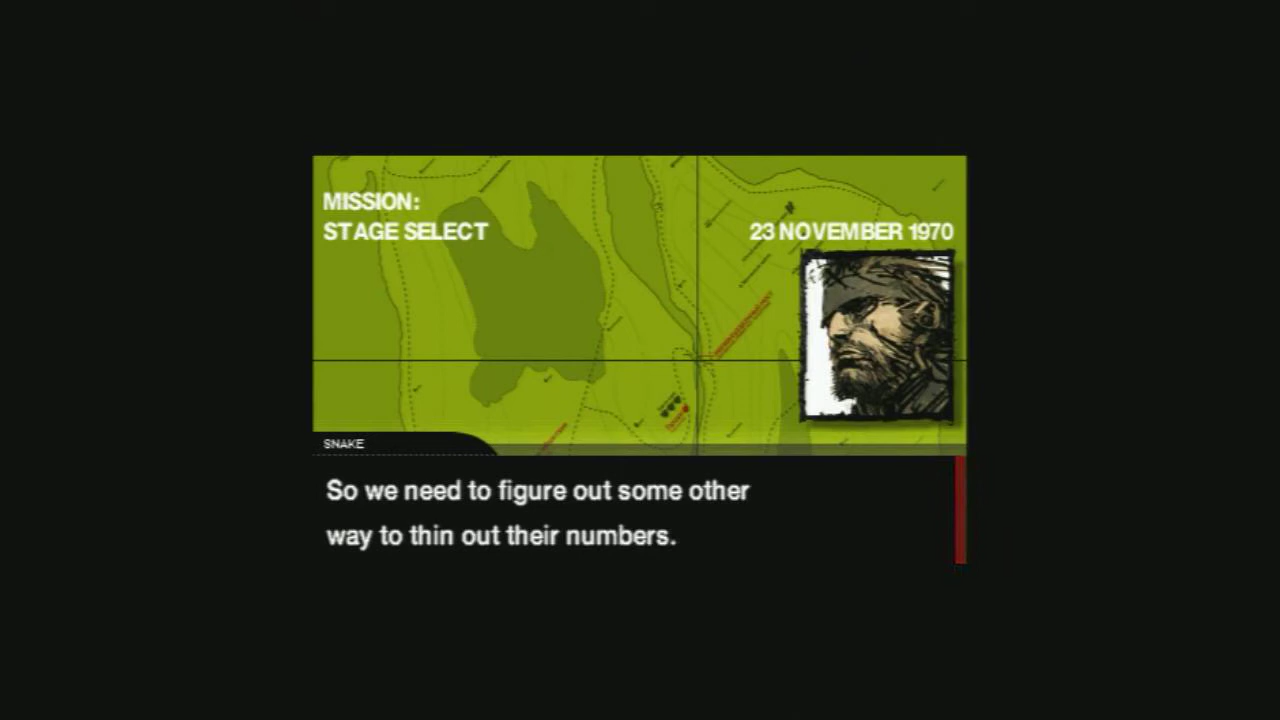 MISSION:
STAGE SELECT
23 NOVEMBER 1970
SNAKE
So we need to figure out some other
way to thin out their numbers.